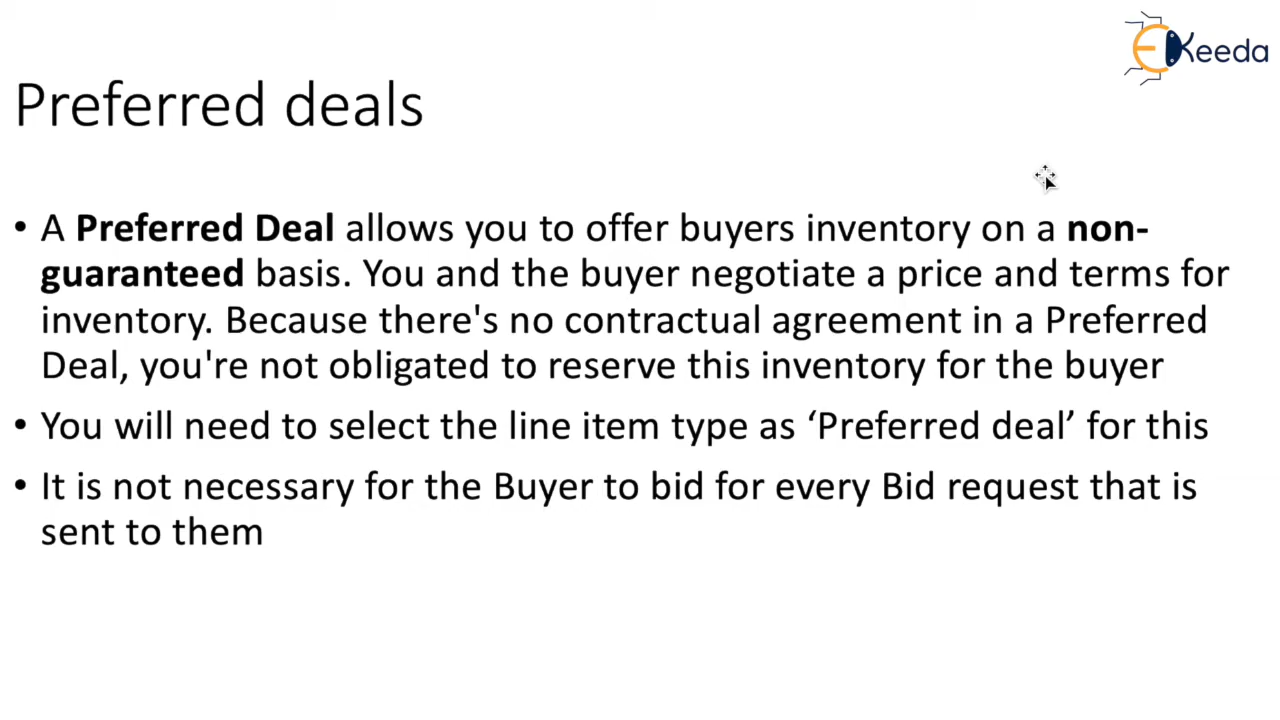 EKeeda
Preferred deals
• A Preferred Deal allows you to offer buyers inventory on a non-
guaranteed basis. You and the buyer negotiate a price and terms for
inventory. Because there's no contractual agreement in a Preferred
Deal, you're not obligated to reserve this inventory for the buyer
• You will need to select the line item type as ‘Preferred deal’ for this
• It is not necessary for the Buyer to bid for every Bid request that is
sent to them